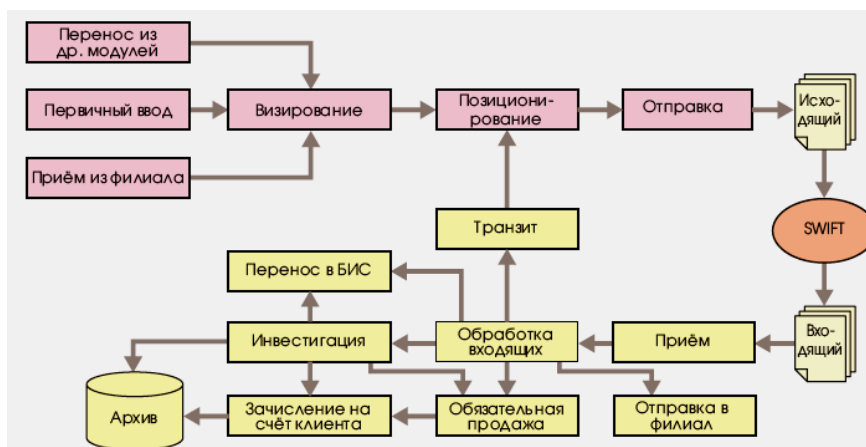 Перенос из
др. модулей
Первичный ввод
Визирование
Позициони-
рование
Отправка
Исхо-
дящий
Приём из филиала
Транзит
SWIFT
Перенос в БИС
Инвестигация
Обработка
входящих
Приём
Вхо-
дящий
Архив
Зачисление на
счёт клиента
Обязательная
продажа
Отправка в
филиал